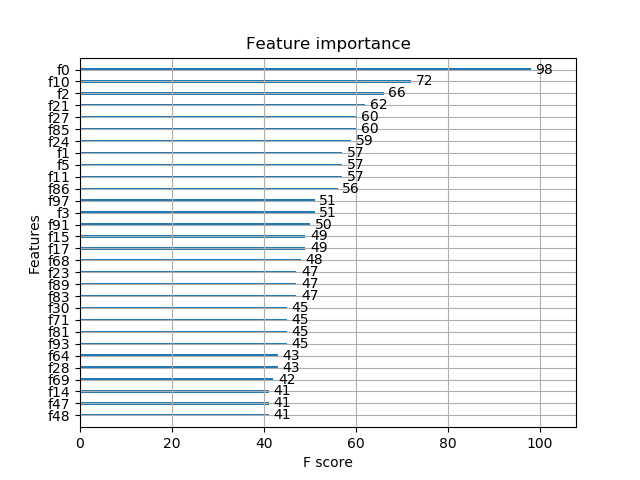 Feature importance
f0 98
f10 72
f2 66
f21 62
f27 60
f85 60
f24 59
f1 57
f5 57
f11 57
f86 56
f97 51
f3 51
f91 50
f15 49
f17 49
f68 48
f23 47
f89 47
f83 47
f30 45
f71 45
f81 45
f93 45
f64 43
f28 43
f69 42
f14 41
f47 41
f48 41
Features
0 20 40 60 80 100
F score